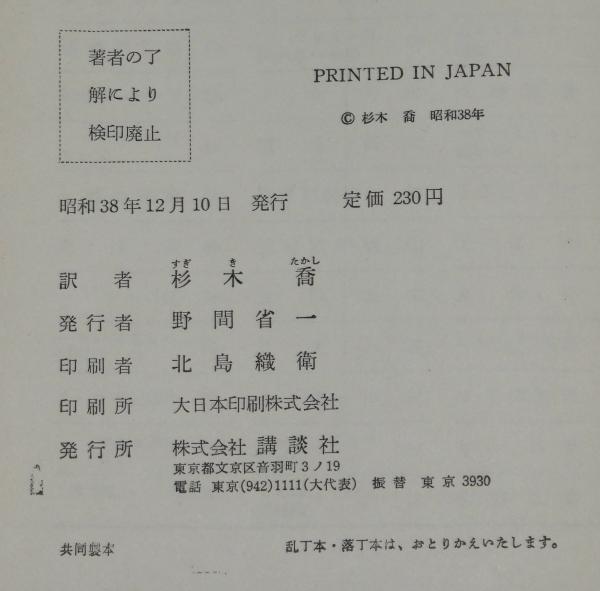 著者の了
解により
検印廃止
PRINTED IN JAPAN
© 杉木 喬 昭和38年
昭和38年12月10日 発行 定価 230円
すぎ き たかし
訳者 杉木喬
発行者 野間省一
印刷者 北島織衛
印刷所 大日本印刷株式会社
発行所 株式会社 講談社
東京都文京区音羽町3ノ19
電話 東京(942)1111(大代表) 振替 東京 3930
共同製本 乱丁本・落丁本は、おとりかえいたします。